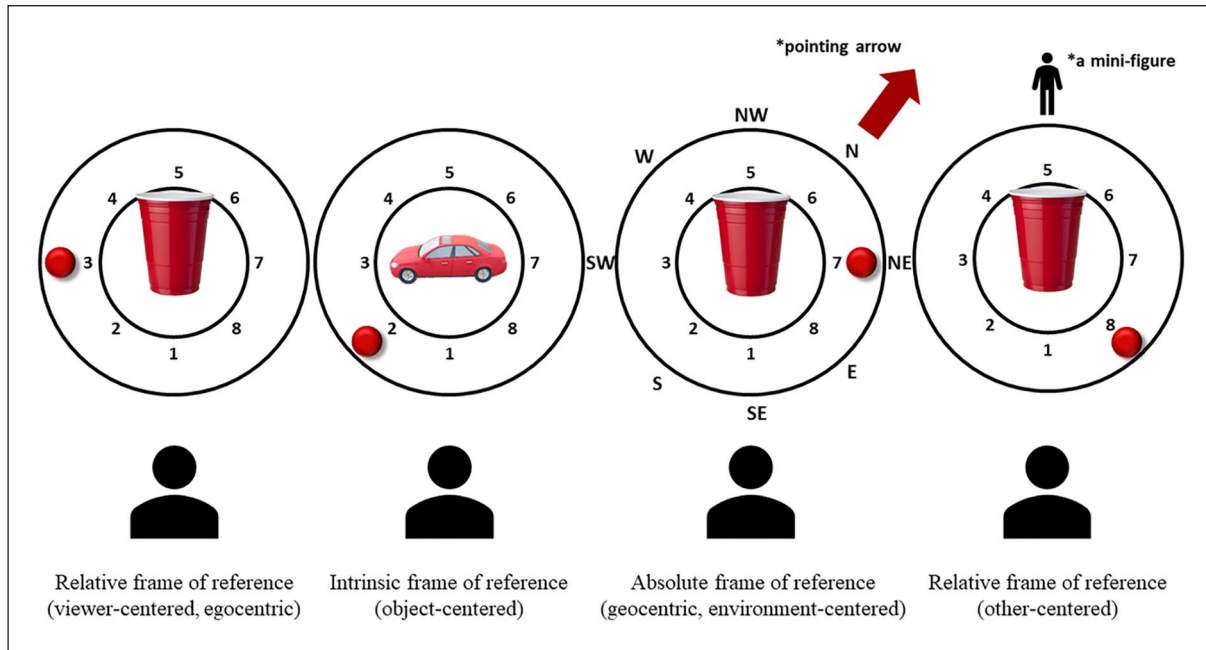 *pointing arrow
*a mini-figure
NW
W
N
5
4
6
3
7
2
8
1
5
4
6
3
7
2
8
1
SW
5
4
6
3
7
2
8
1
NE
S
E
SE
5
4
6
3
7
2
8
1
Relative frame of reference
(viewer-centered, egocentric)
Intrinsic frame of reference
(object-centered)
Absolute frame of reference
(geocentric, environment-centered)
Relative frame of reference
(other-centered)